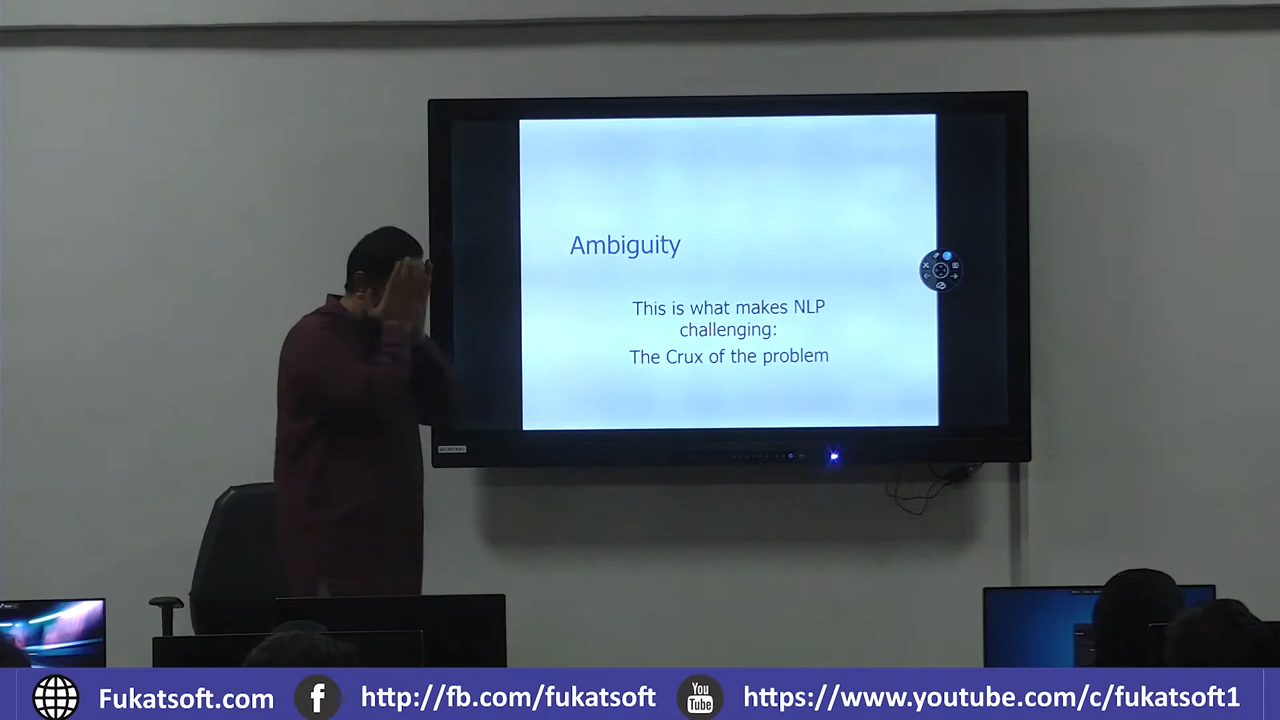 Ambiguity
This is what makes NLP
challenging:
The Crux of the problem
Fukatsoft.com
f
http://fb.com/fukatsoft
You
Tube
https://www.youtube.com/c/fukatsoft1